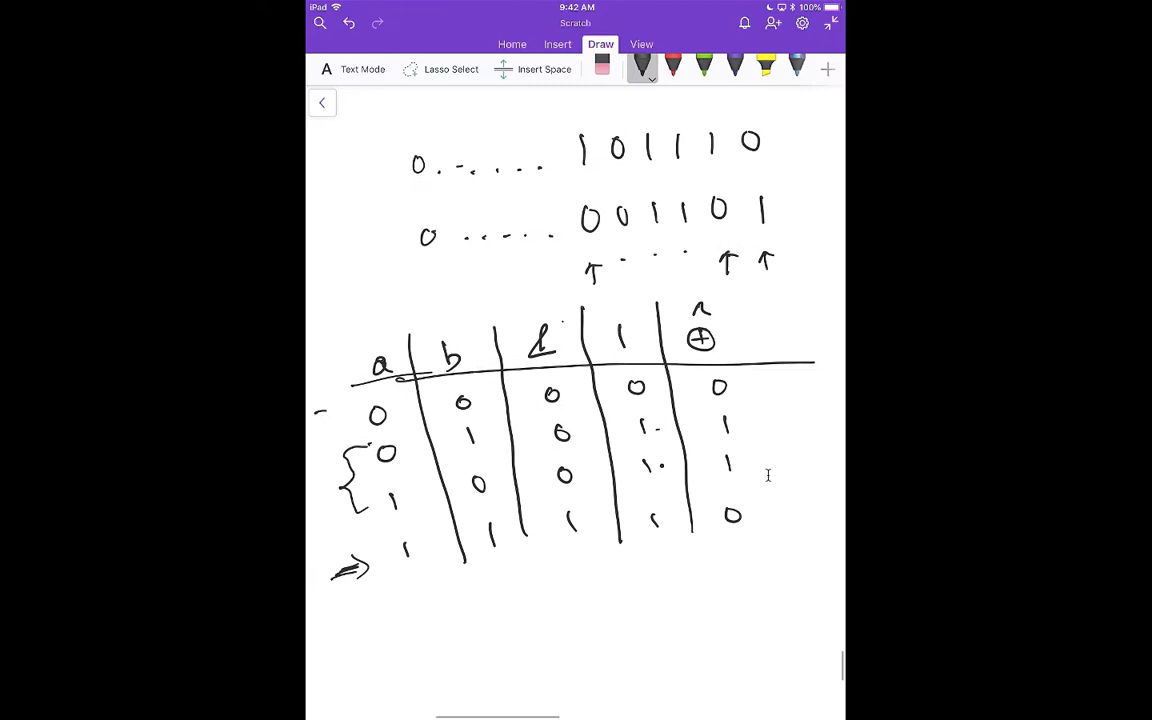 iPad 9:42 AM 100%
Scratch
Home Insert Draw View
A Text Mode Lasso Select Insert Space
0 . - . . . . 1 0 1 1 1 0
0 . . . . . . 0 0 1 1 0 1
↑ . . . ↑ ↑
^
a b & | ⊕
0 0 0 0 0
0 1 0 1 1
1 0 0 1 1
1 1 1 1 0